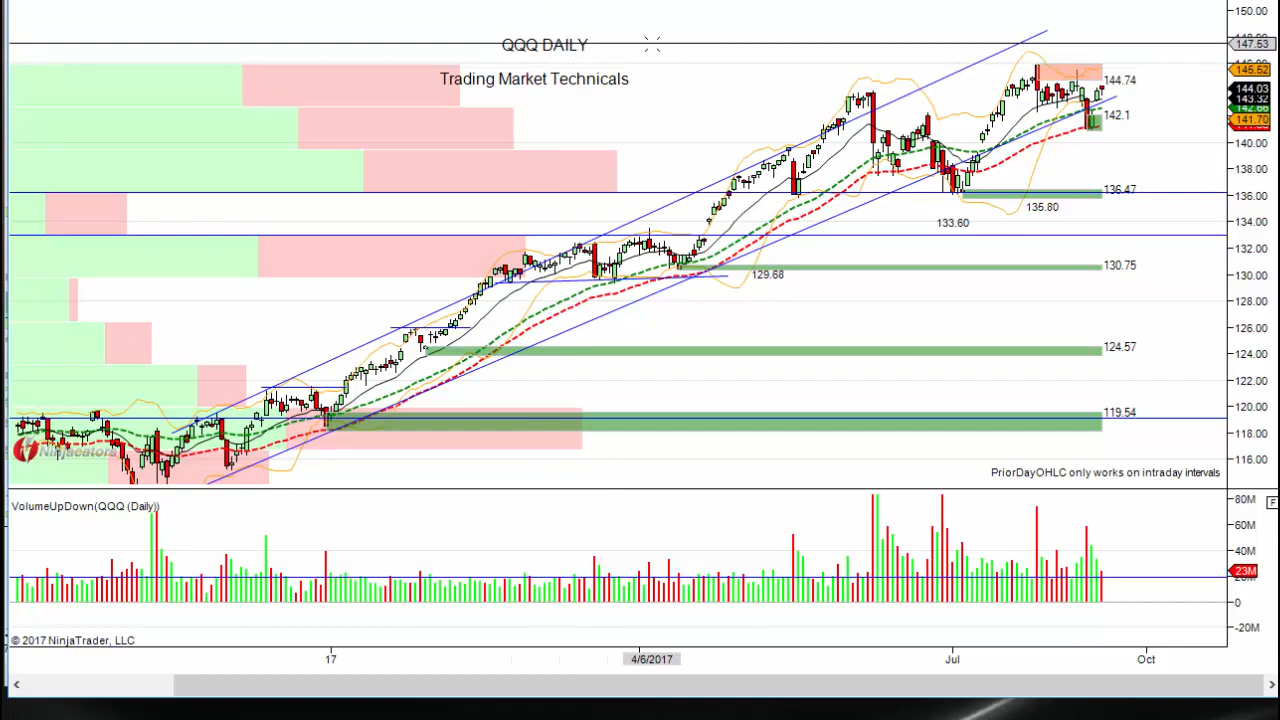 150.00
147.53
QQQ DAILY
145.52
Trading Market Technicals
144.74
144.03
143.32
142.1
141.70
140.00
138.00
136.47
136.00
135.80
133.80
134.00
132.00
130.75
129.68
130.00
128.00
126.00
124.57
124.00
122.00
119.54
120.00
118.00
Ninjacators
116.00
PriorDayOHLC only works on intraday intervals
VolumeUpDown(QQQ (Daily))
80M
F
60M
40M
23M
0
-20M
© 2017 NinjaTrader, LLC
17
4/6/2017
Jul
Oct